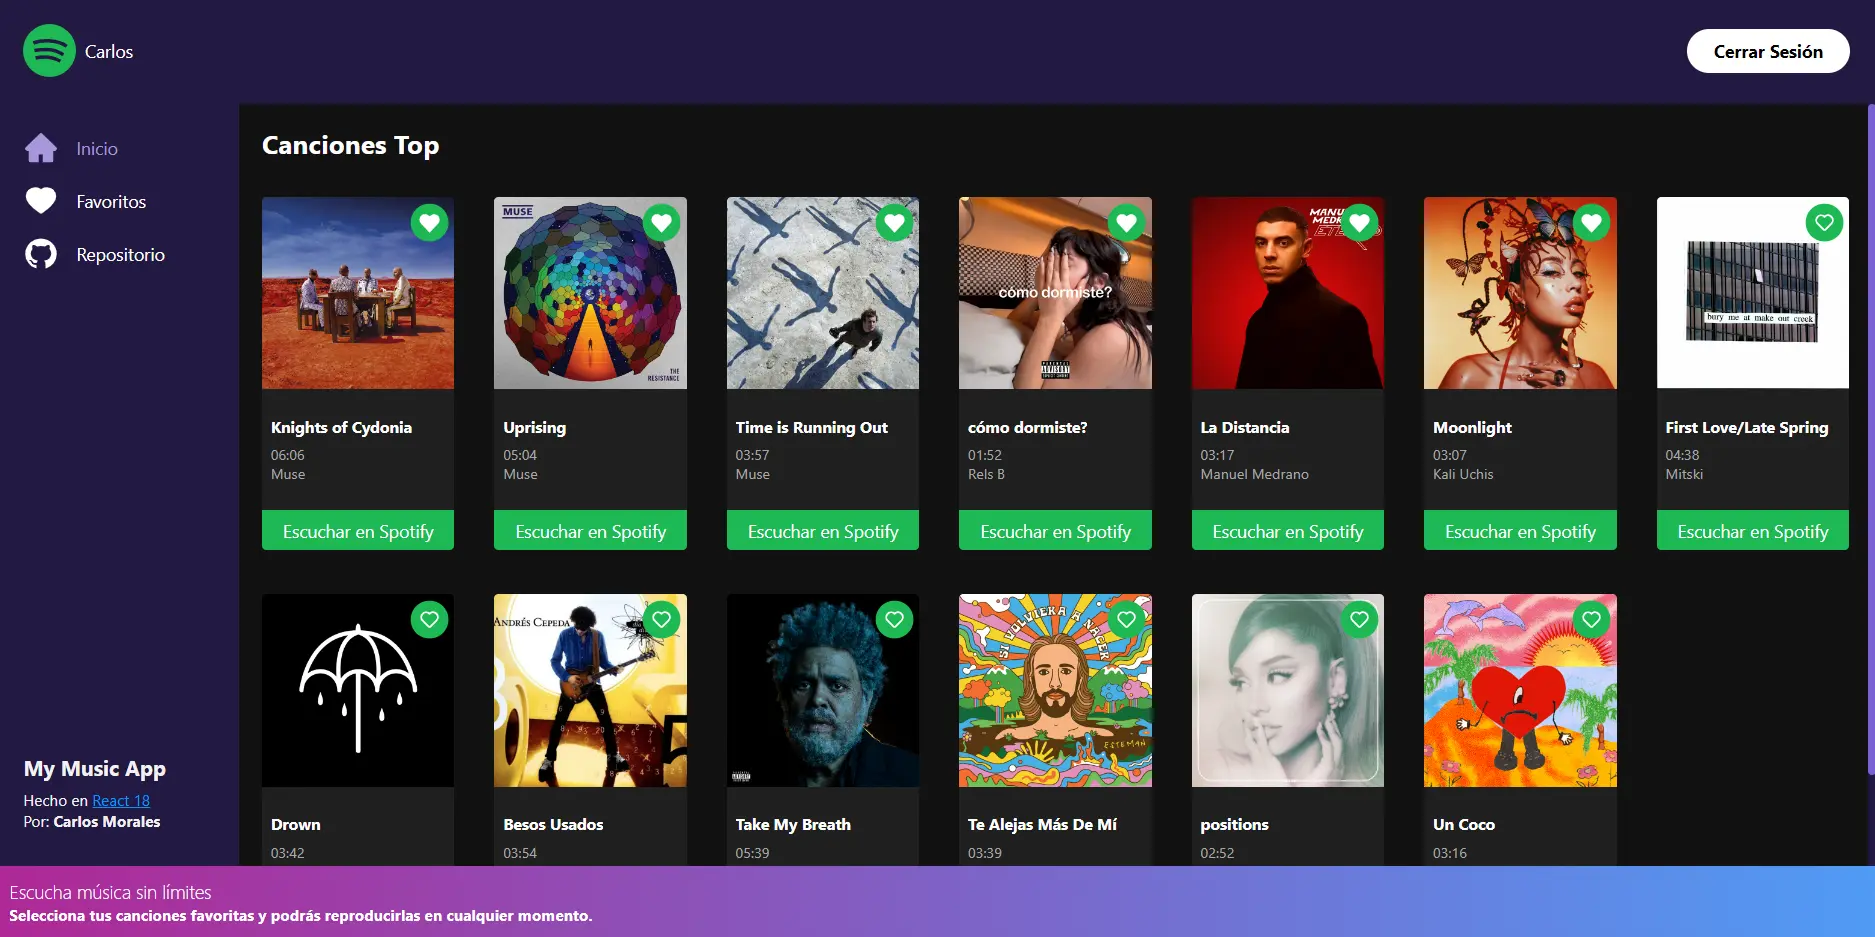 Carlos
Cerrar Sesión
Inicio
Favoritos
Repositorio
Canciones Top
MUSE
THE
RESISTANCE
cómo dormiste?
PARENTAL
ADVISORY
EXPLICIT CONTENT
bury me at make out creek
Knights of Cydonia
06:06
Muse
Escuchar en Spotify
Uprising
05:04
Muse
Escuchar en Spotify
Time is Running Out
03:57
Muse
Escuchar en Spotify
cómo dormiste?
01:52
Rels B
Escuchar en Spotify
La Distancia
03:17
Manuel Medrano
Escuchar en Spotify
Moonlight
03:07
Kali Uchis
Escuchar en Spotify
First Love/Late Spring
04:38
Mitski
Escuchar en Spotify
ANDRÉS CEPEDA
SI VOLVIERA A NACER
ESTEMAN
Drown
03:42
Besos Usados
03:54
Take My Breath
05:39
Te Alejas Más De Mí
03:39
positions
02:52
Un Coco
03:16
My Music App
Hecho en React 18
Por: Carlos Morales
Escucha música sin límites
Selecciona tus canciones favoritas y podrás reproducirlas en cualquier momento.